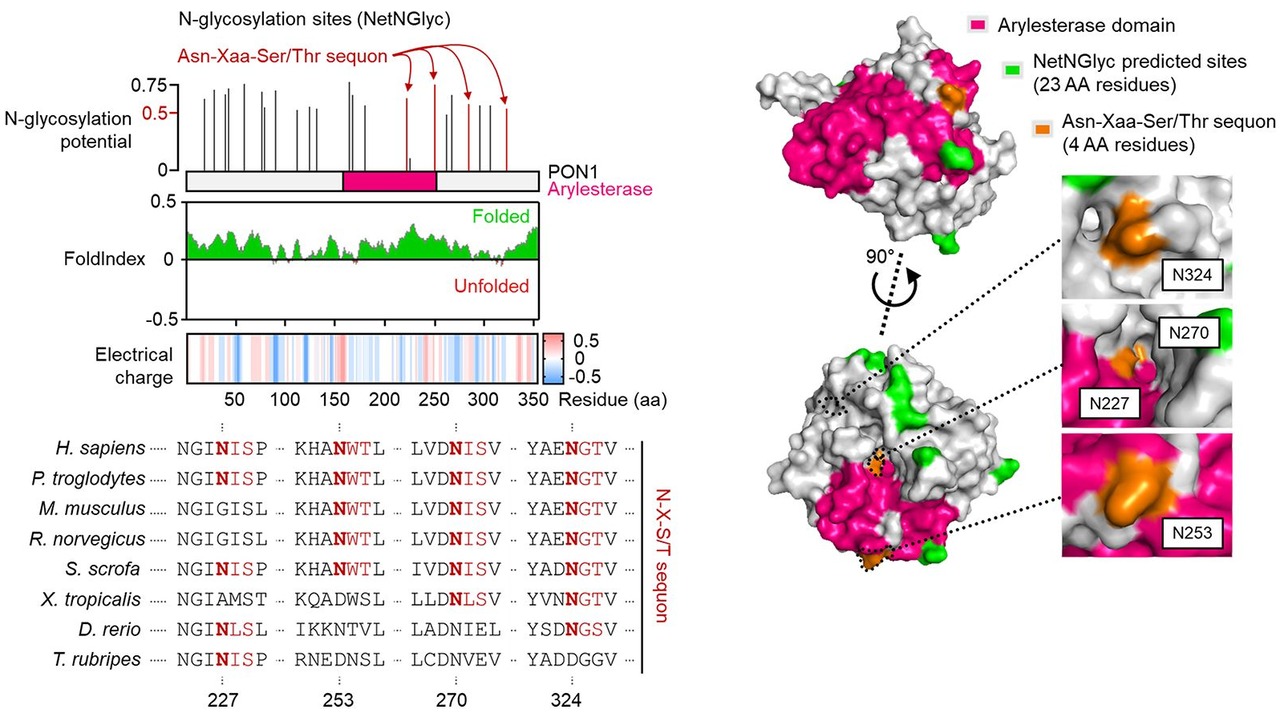 N-glycosylation sites (NetNGlyc)
Asn-Xaa-Ser/Thr sequon
0.75
0.5
0
N-glycosylation
potential
PON1
Arylesterase
0.5
0
-0.5
FoldIndex
Folded
Unfolded
Electrical
charge
0.5
0
-0.5
50 100 150 200 250 300 350 Residue (aa)
H. sapiens NGINISP KHANWTL LVDNISV YAENGTV
P. troglodytes NGINISP KHANWTL LVDNISV YAENGTV
M. musculus NGIGISL KHANWTL LVDNISV YAENGTV
R. norvegicus NGIGISL KHANWTL LVDNISV YAENGTV
S. scrofa NGINISP KHANWTL IVDNISV YADNGTV
X. tropicalis NGIAMST KQADWSL LLDNLSV YVNNGTV
D. rerio NGINLSL IKKNTVL LADNIEL YSDNGSV
T. rubripes NGINISP RNEDNSL LCDNVEV YADDGGV
227 253 270 324
N-X-S/T sequon
Arylesterase domain
NetNGlyc predicted sites
(23 AA residues)
Asn-Xaa-Ser/Thr sequon
(4 AA residues)
90°
N324
N270
N227
N253